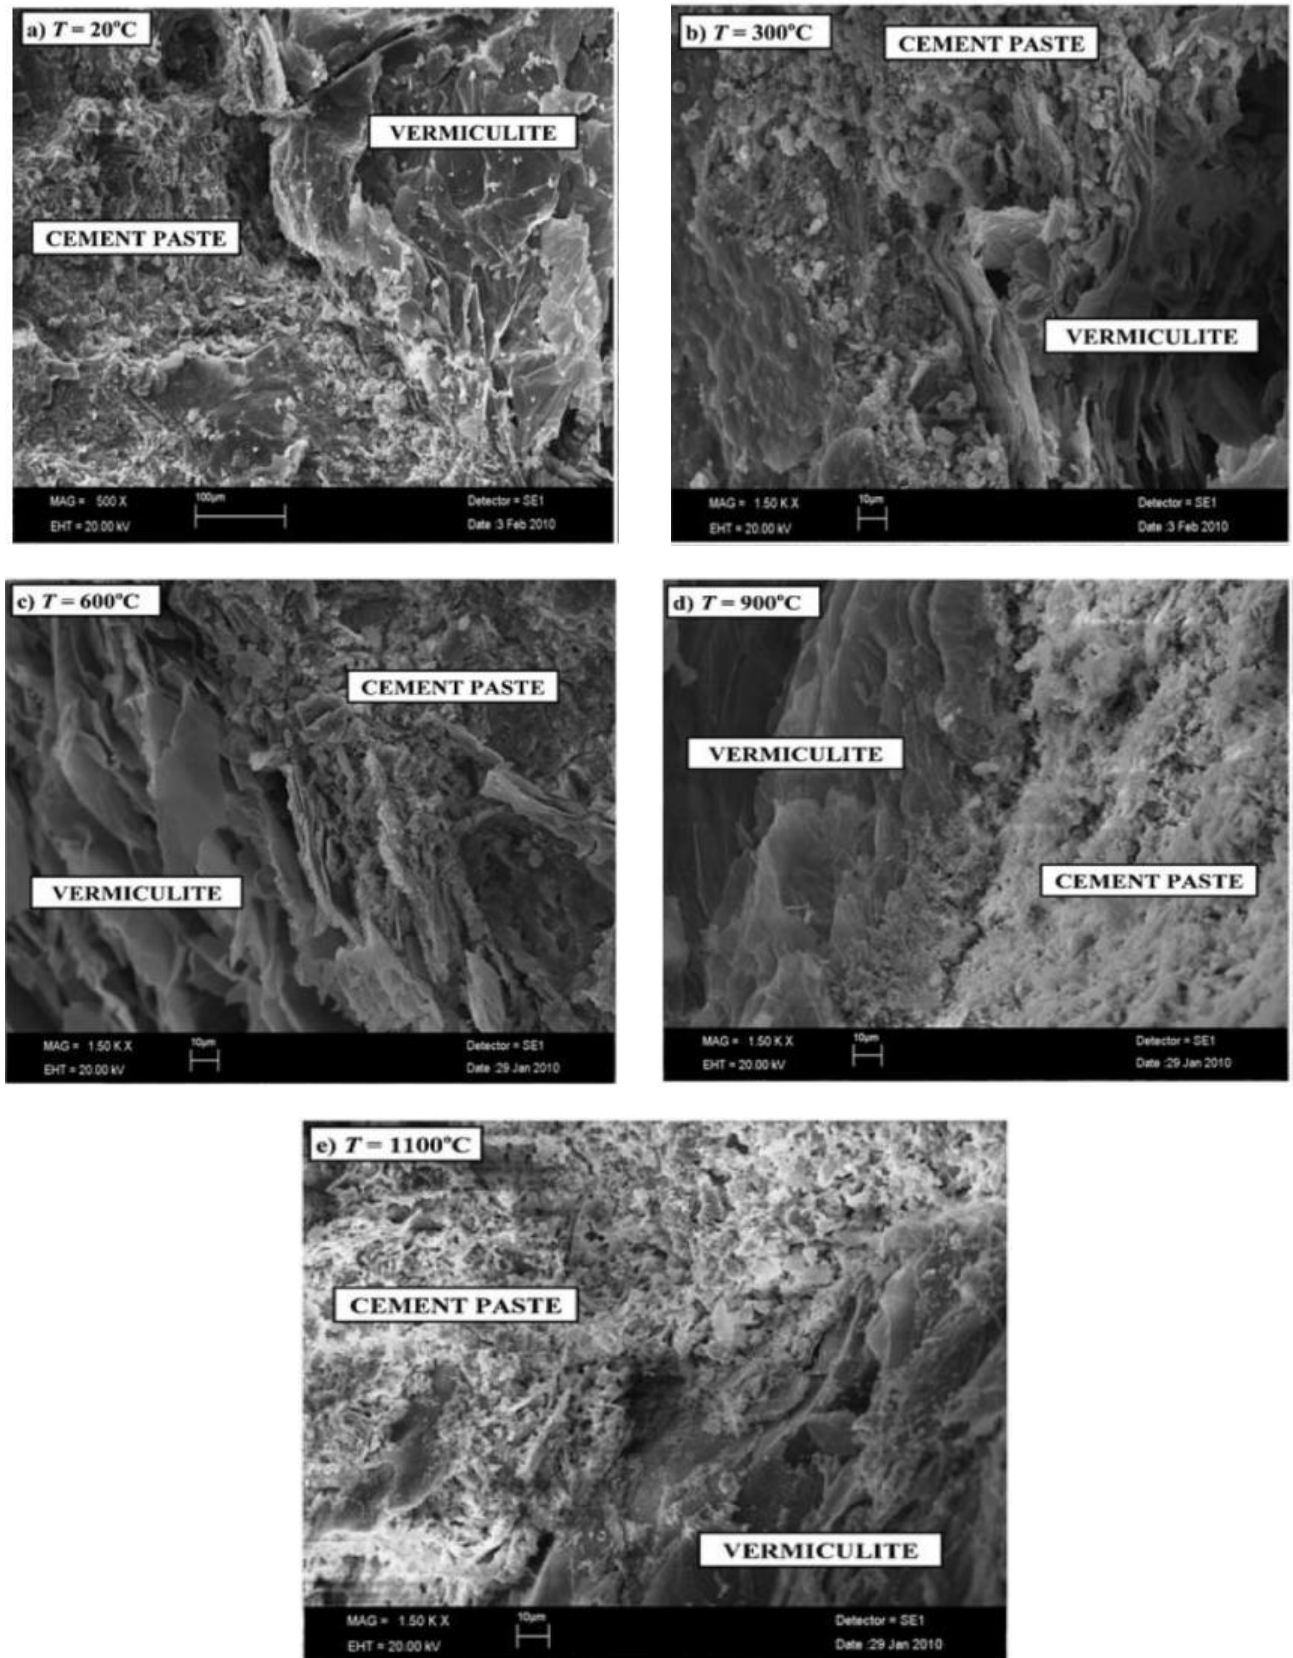 a) T = 20°C
VERMICULITE
CEMENT PASTE
MAG = 500 X
100µm
Detector = SE1
EHT = 20.00 kV
Date :3 Feb 2010
b) T = 300°C
CEMENT PASTE
VERMICULITE
MAG = 1.50 K X
10µm
Detector = SE1
EHT = 20.00 kV
Date :3 Feb 2010
c) T = 600°C
CEMENT PASTE
VERMICULITE
MAG = 1.50 K X
10µm
Detector = SE1
EHT = 20.00 kV
Date :29 Jan 2010
d) T = 900°C
VERMICULITE
CEMENT PASTE
MAG = 1.50 K X
10µm
Detector = SE1
EHT = 20.00 kV
Date :29 Jan 2010
e) T = 1100°C
CEMENT PASTE
VERMICULITE
MAG = 1.50 K X
10µm
Detector = SE1
EHT = 20.00 kV
Date :29 Jan 2010